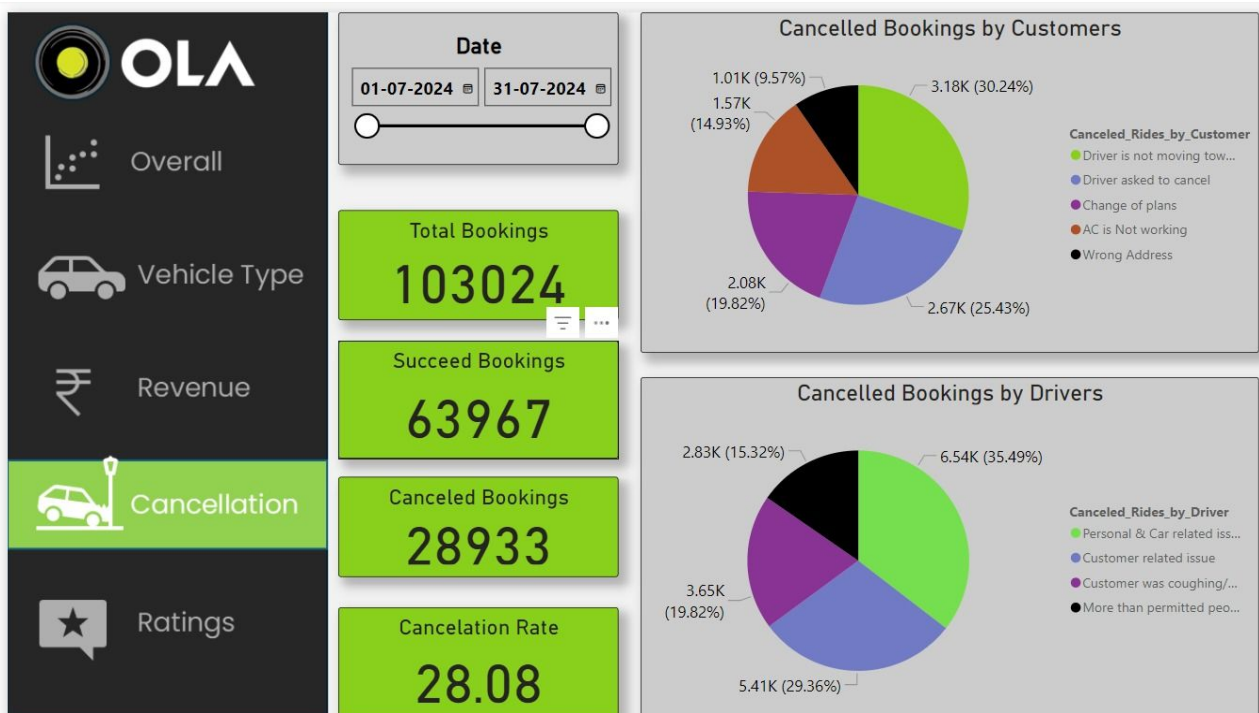 OLA
Overall
Vehicle Type
Revenue
Cancellation
Ratings
Date
01-07-2024 31-07-2024
Total Bookings
103024
Succeed Bookings
63967
Canceled Bookings
28933
Cancelation Rate
28.08
Cancelled Bookings by Customers
1.01K (9.57%)
3.18K (30.24%)
1.57K
(14.93%)
2.08K
(19.82%)
2.67K (25.43%)
Canceled_Rides_by_Customer
Driver is not moving tow...
Driver asked to cancel
Change of plans
AC is Not working
Wrong Address
Cancelled Bookings by Drivers
2.83K (15.32%)
6.54K (35.49%)
3.65K
(19.82%)
5.41K (29.36%)
Canceled_Rides_by_Driver
Personal & Car related iss...
Customer related issue
Customer was coughing/...
More than permitted peo...